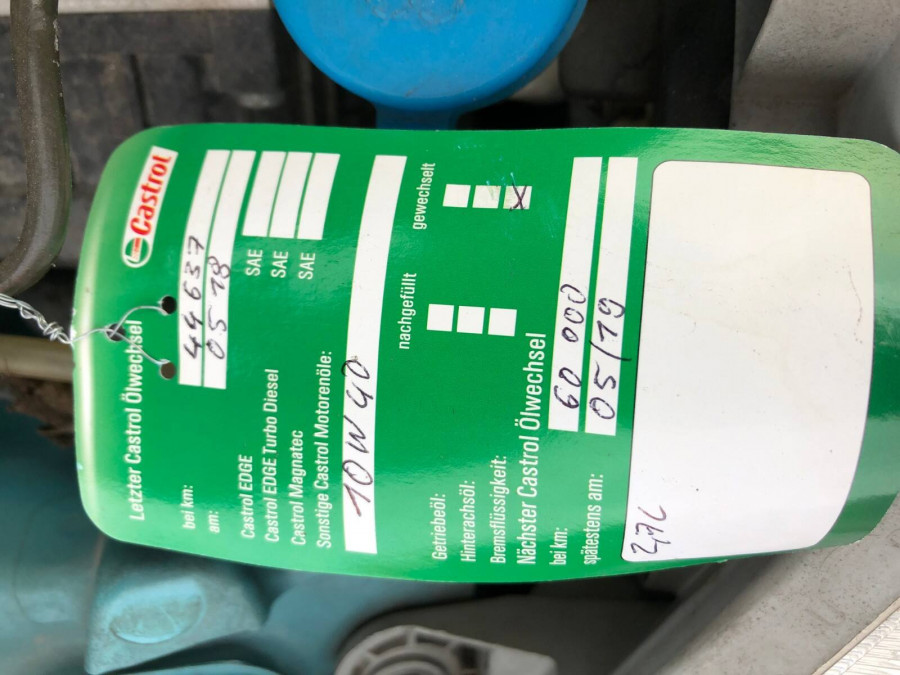 Castrol
Letzter Castrol Ölwechsel
bei km: 44637
am: 05 18
Castrol EDGE SAE
Castrol EDGE Turbo Diesel SAE
Castrol Magnatec SAE
Sonstige Castrol Motorenöle:
10W40
nachgefüllt gewechselt
Getriebeöl:
Hinterachsöl:
Bremsflüssigkeit: X
Nächster Castrol Ölwechsel
bei km: 60 000
spätestens am: 05/19
2,7L